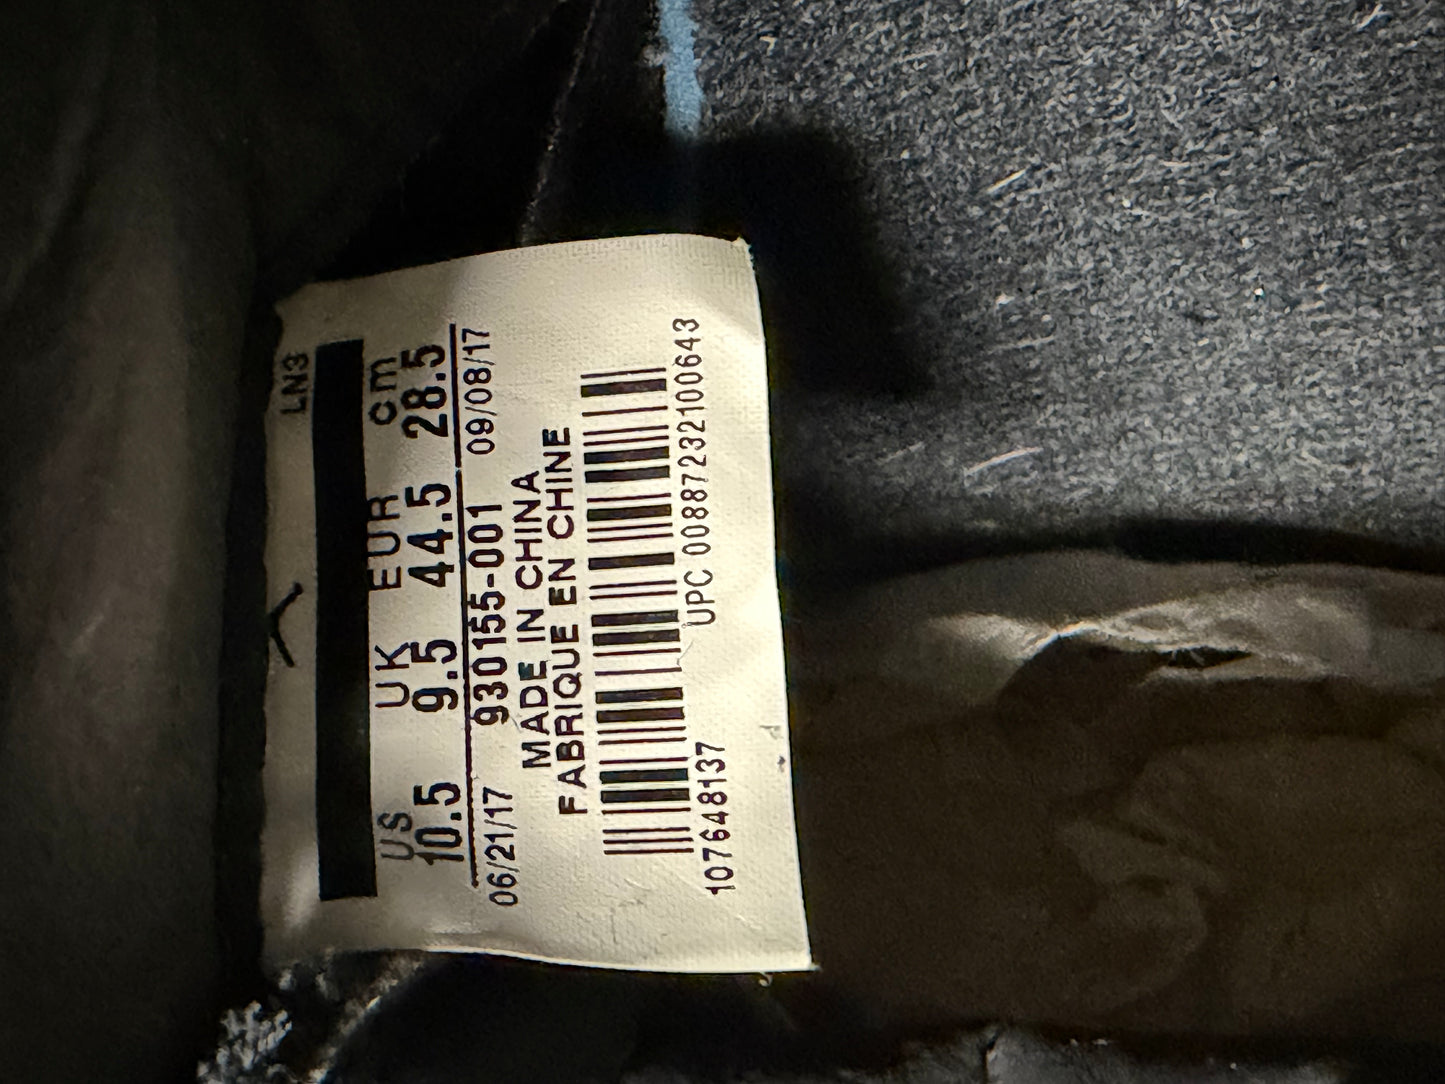 LN3
US UK EUR cm
10.5 9.5 44.5 28.5
06/21/17 930155-001 09/08/17
MADE IN CHINA
FABRIQUE EN CHINE
107648137 UPC 00887232100643